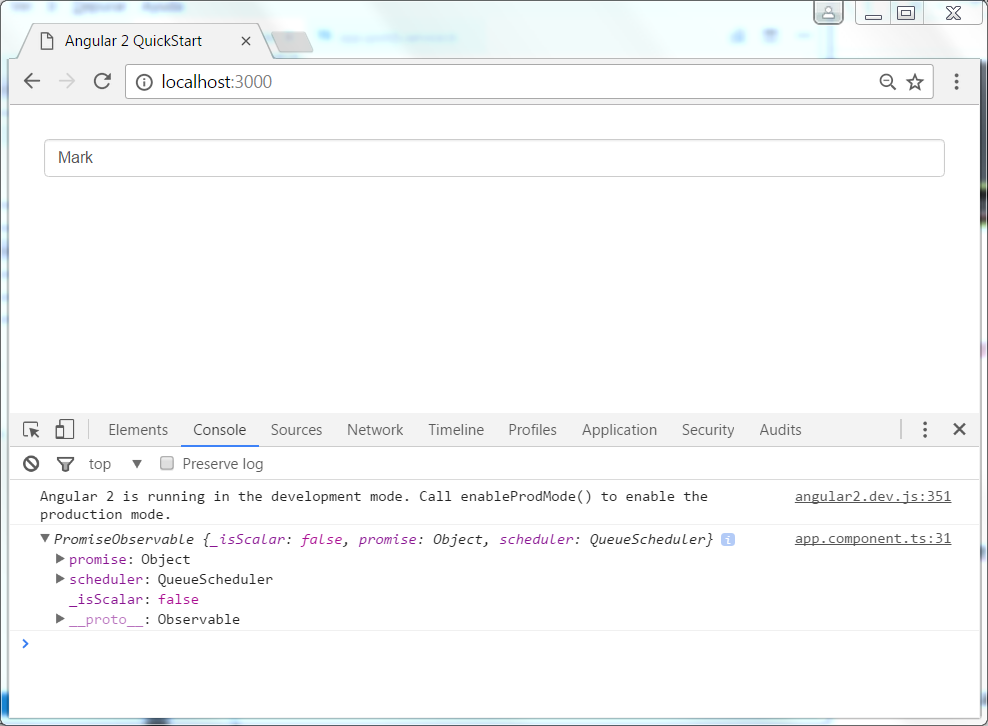 Ayuda
Angular 2 QuickStart
localhost:3000
Mark
Elements Console Sources Network Timeline Profiles Application Security Audits
top Preserve log
Angular 2 is running in the development mode. Call enableProdMode() to enable the angular2.dev.js:351
production mode.
PromiseObservable {_isScalar: false, promise: Object, scheduler: QueueScheduler} app.component.ts:31
promise: Object
scheduler: QueueScheduler
_isScalar: false
__proto__: Observable